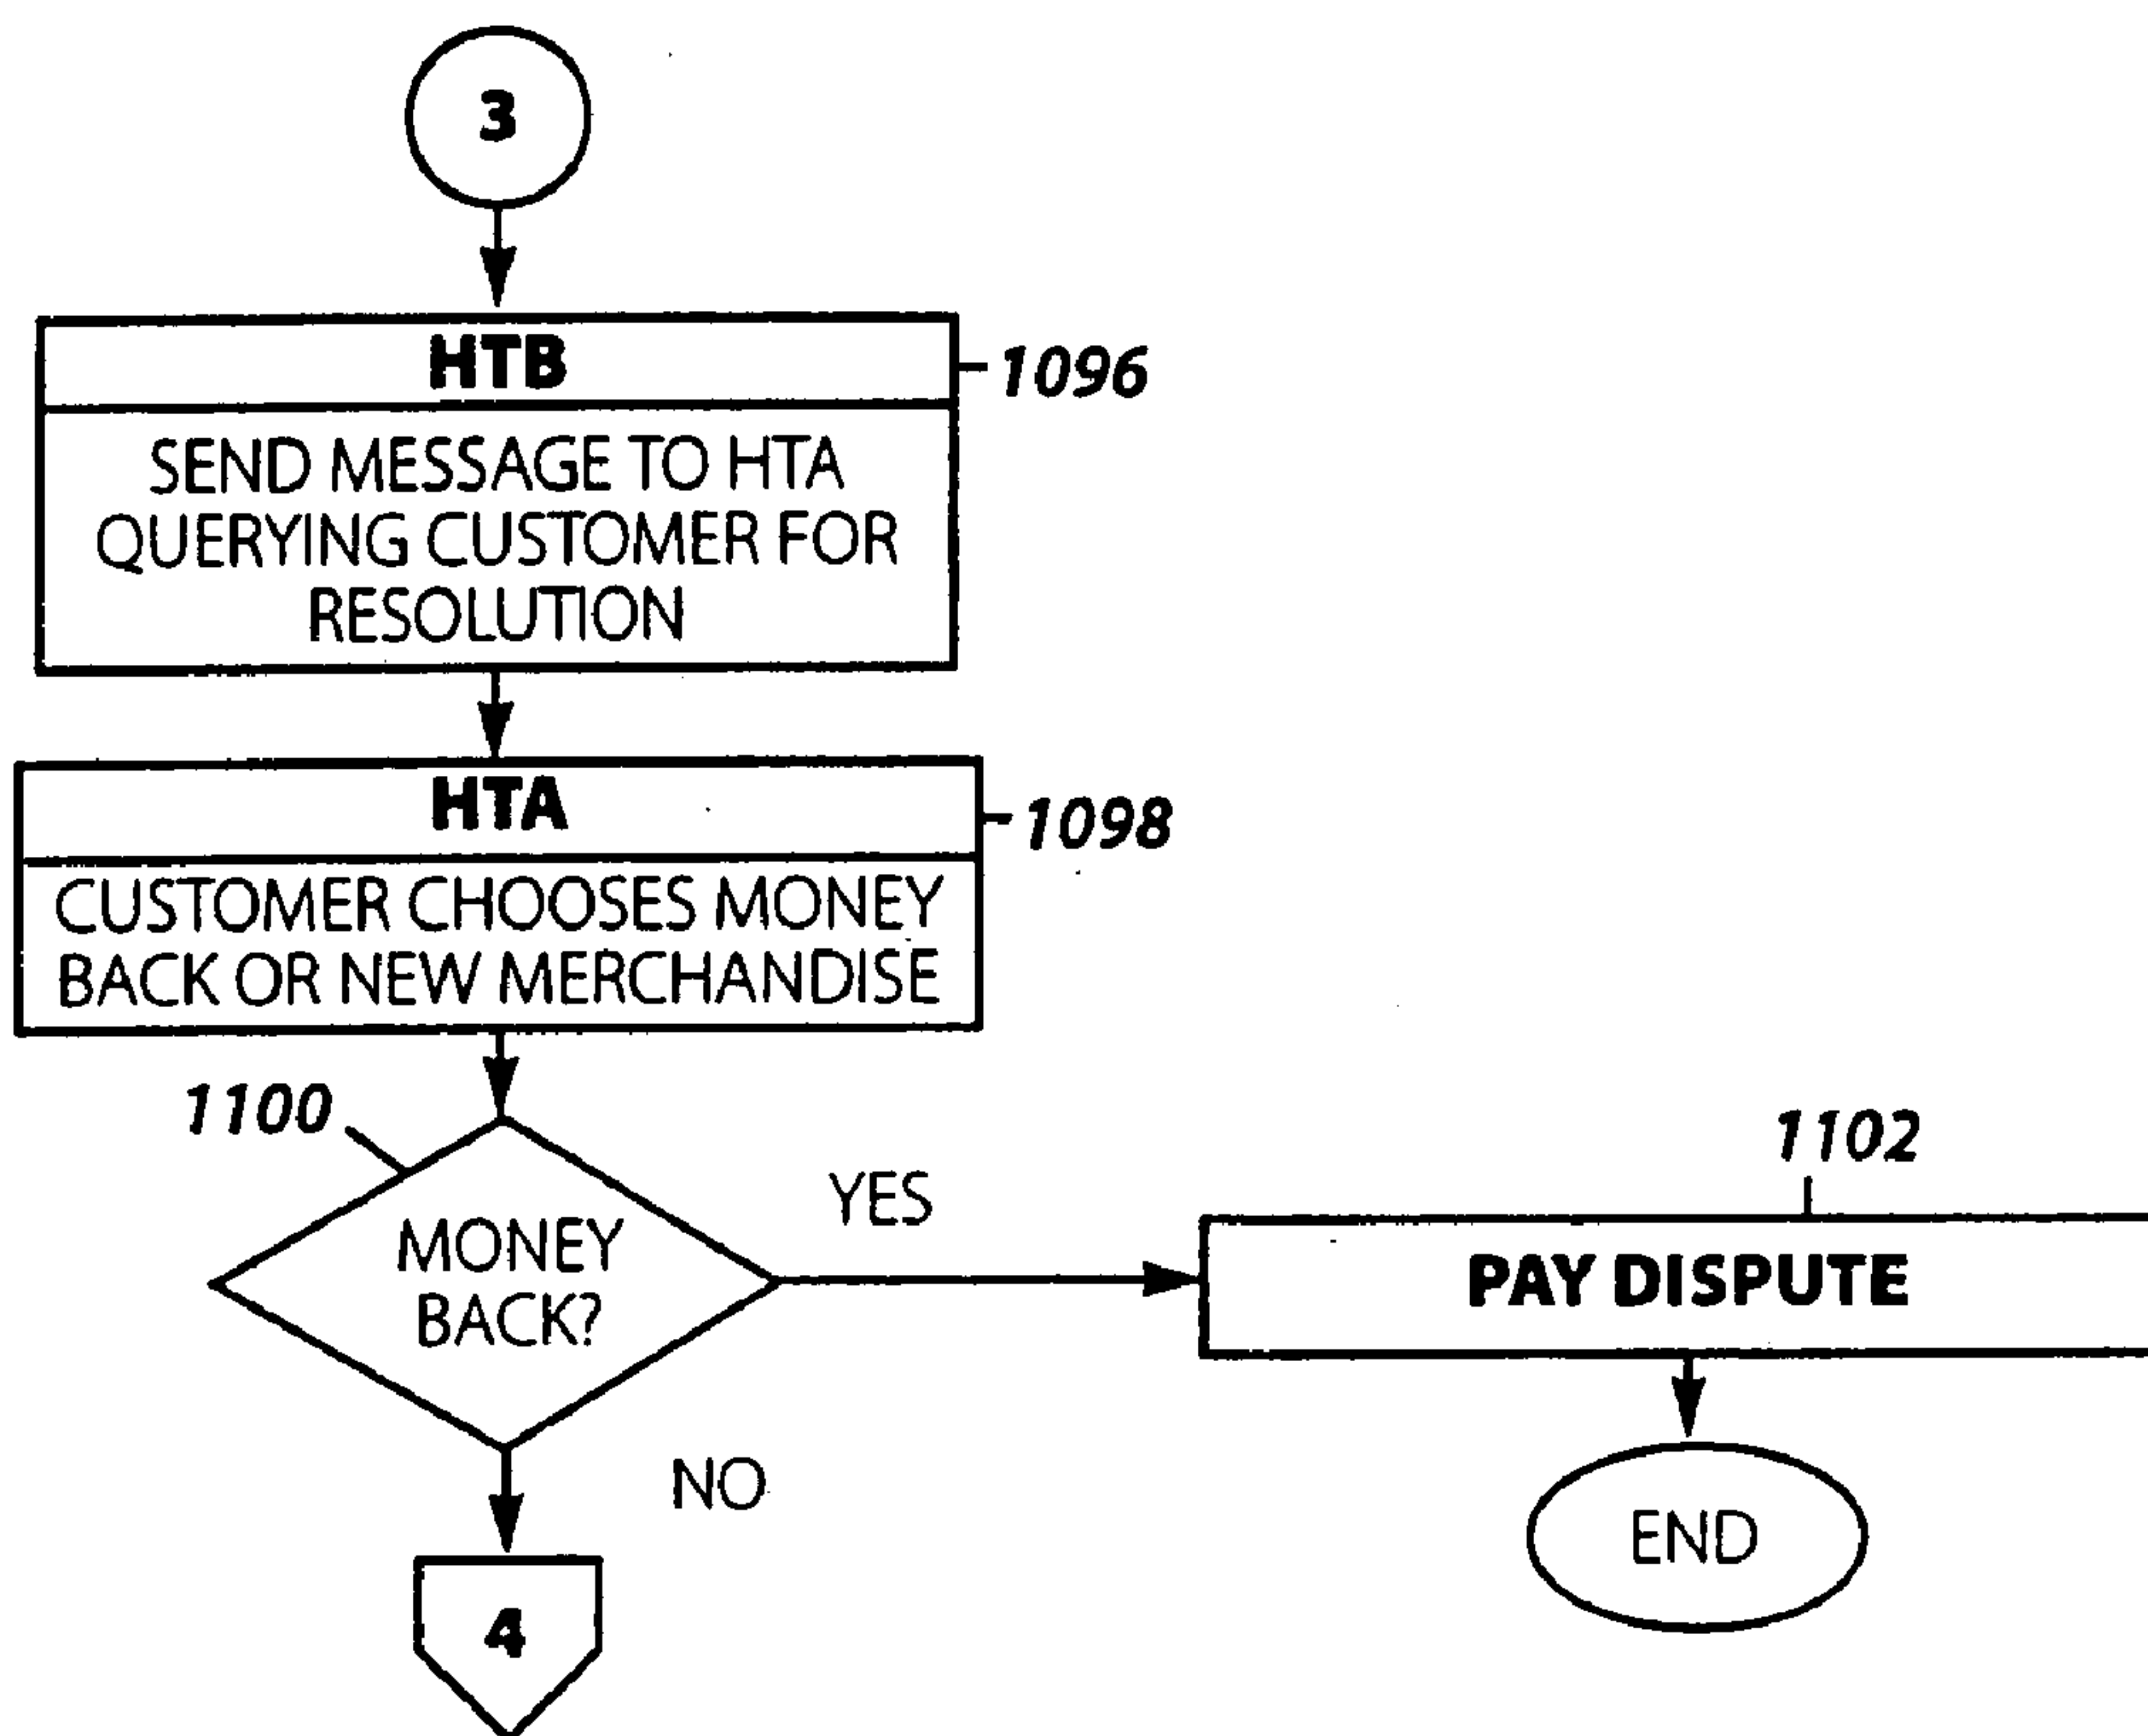 3
HTB
1096
SEND MESSAGE TO HTA
QUERYING CUSTOMER FOR
RESOLUTION
HTA
1098
CUSTOMER CHOOSES MONEY
BACK OR NEW MERCHANDISE
1100
MONEY
BACK?
YES
1102
PAY DISPUTE
NO
END
4